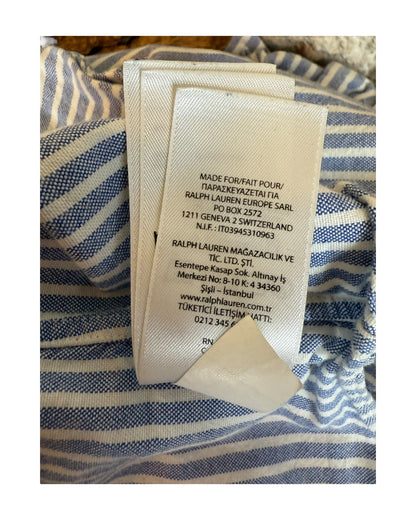 MADE FOR/FAIT POUR/
ΠΑΡΑΣΚΕΥΑΖΕΤΑΙ ΓΙΑ
RALPH LAUREN EUROPE SARL
PO BOX 2572
1211 GENEVA 2 SWITZERLAND
N.I.F.: IT03945310963
RALPH LAUREN MAĞAZACILIK VE
TİC. LTD. ŞTİ.
Esentepe Kasap Sok. Altınay İş
Merkezi No: 8-10 K: 4 34360
Şişli – İstanbul
www.ralphlauren.com.tr
TÜKETİCİ İLETİŞİM HATTI:
0212 345
RN